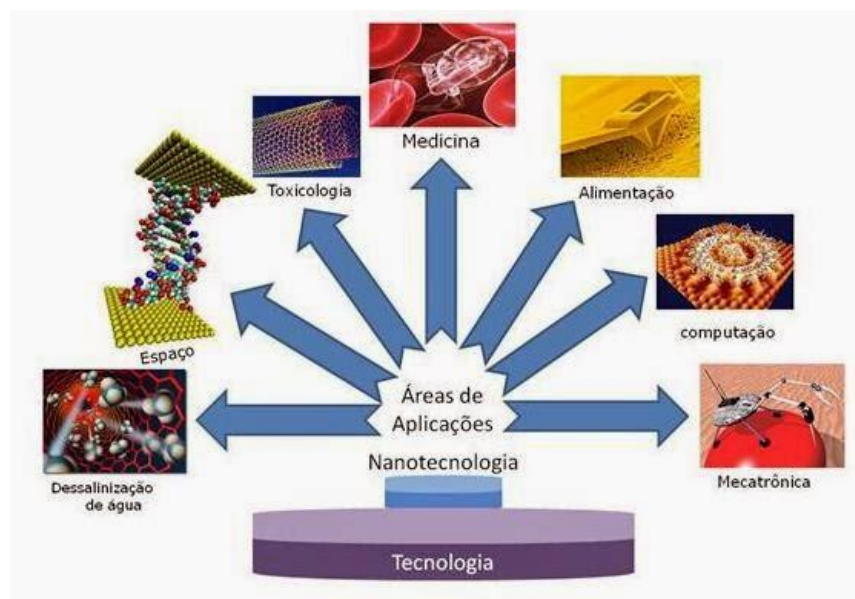 Medicina
Toxicologia
Alimentação
Espaço
computação
Áreas de
Aplicações
Nanotecnologia
Dessalinização
de água
Mecatrônica
Tecnologia